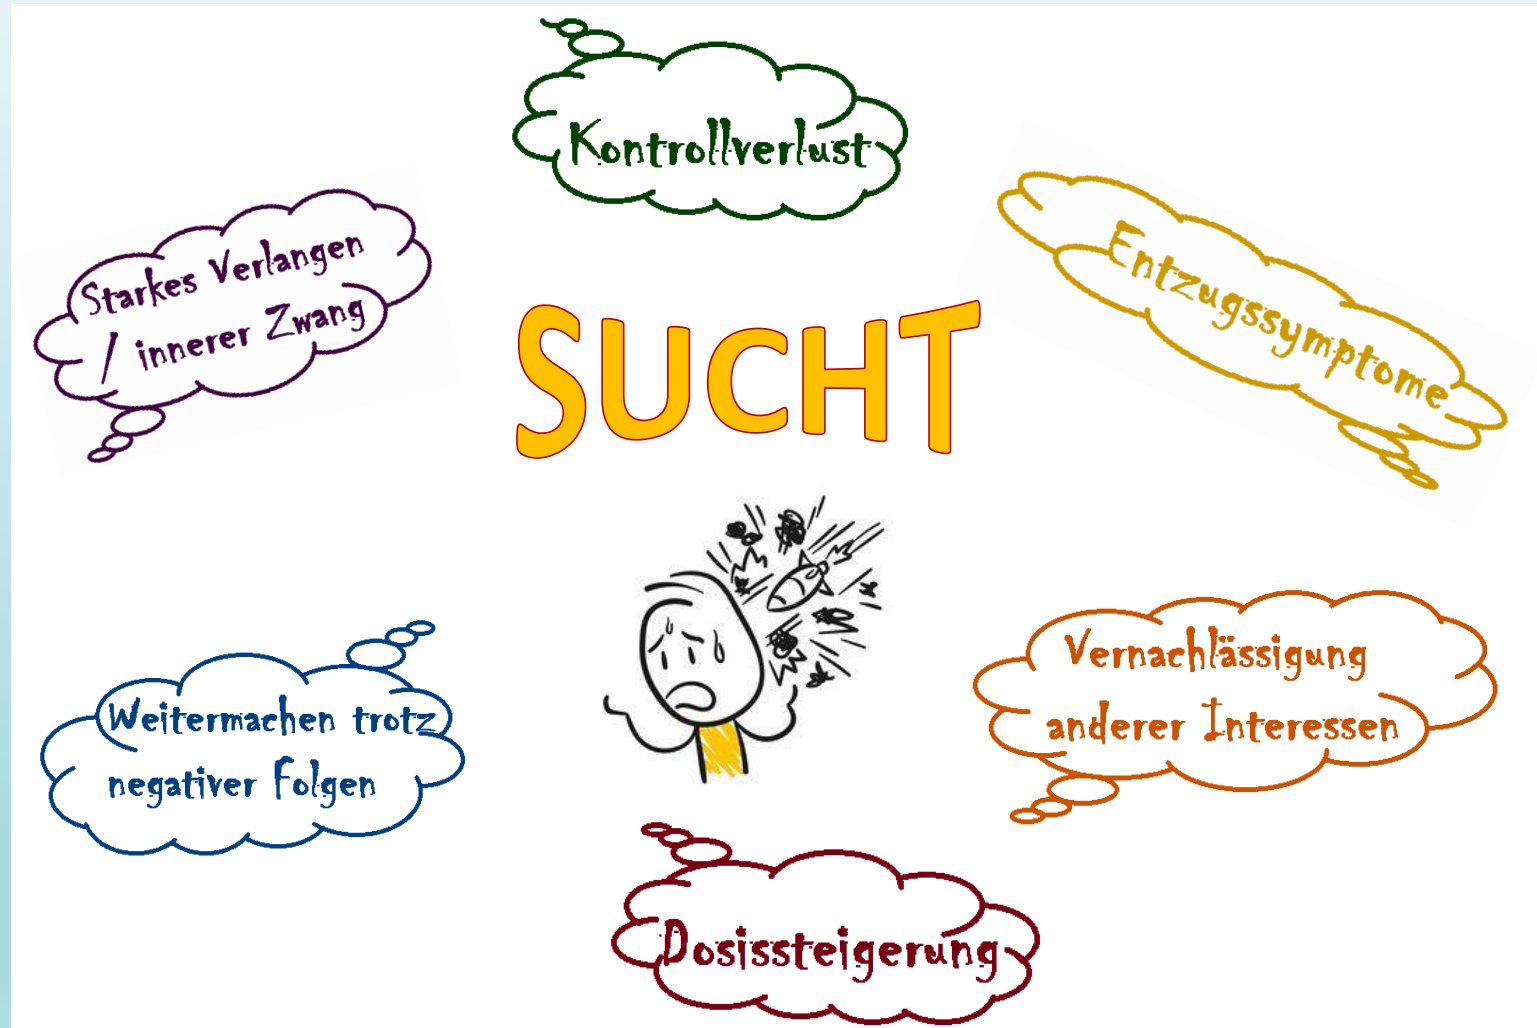 Kontrollverlust
Starkes Verlangen
/ innerer Zwang
Entzugssymptome
SUCHT
Weitermachen trotz
negativer Folgen
Vernachlässigung
anderer Interessen
Dosissteigerung